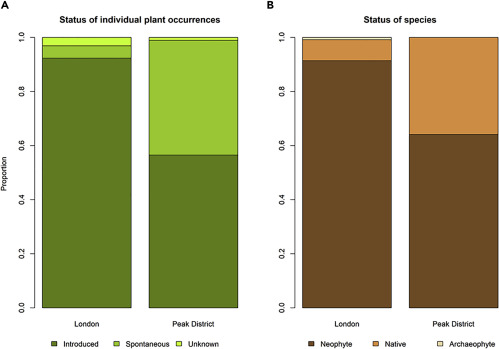 A
Status of individual plant occurrences
1.0
0.8
0.6
0.4
0.2
0.0
Proportion
London
Peak District
Introduced Spontaneous Unknown
B
Status of species
1.0
0.8
0.6
0.4
0.2
0.0
London
Peak District
Neophyte Native Archaeophyte